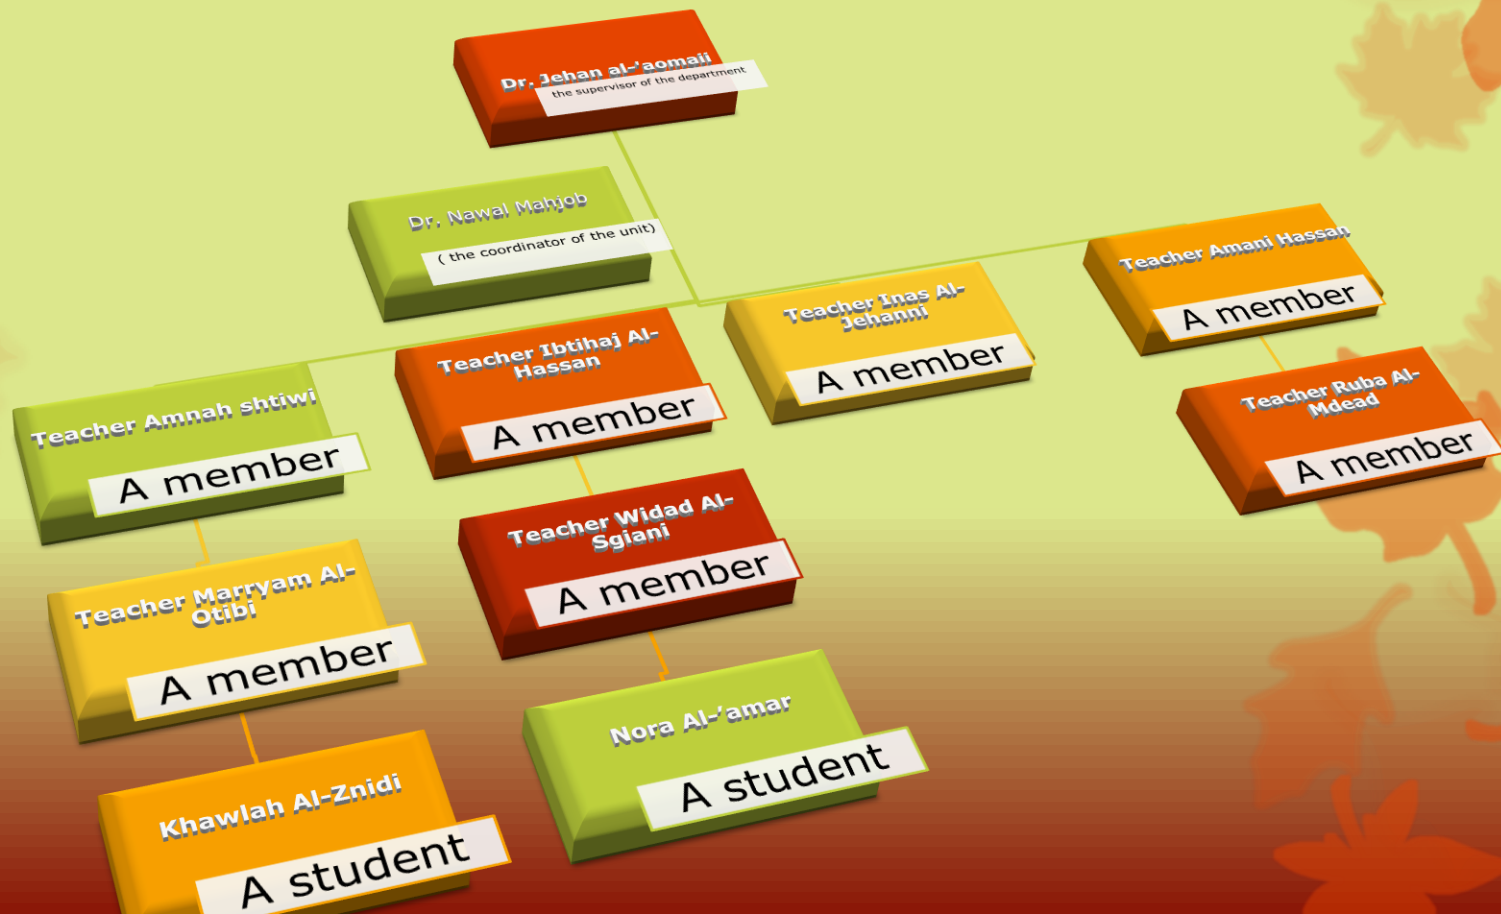 Dr. Jehan al-'aomaii
the supervisor of the department
Dr. Nawal Mahjob
( the coordinator of the unit)
Teacher Amnah shtiwi
A member
Teacher Ibtihaj Al-
Hassan
A member
Teacher Inas Al-
Jehanni
A member
Teacher Amani Hassan
A member
Teacher Marryam Al-
Otibi
A member
Teacher Widad Al-
Sgiani
A member
Teacher Ruba Al-
Mdead
A member
Khawlah Al-Znidi
A student
Nora Al-'amar
A student